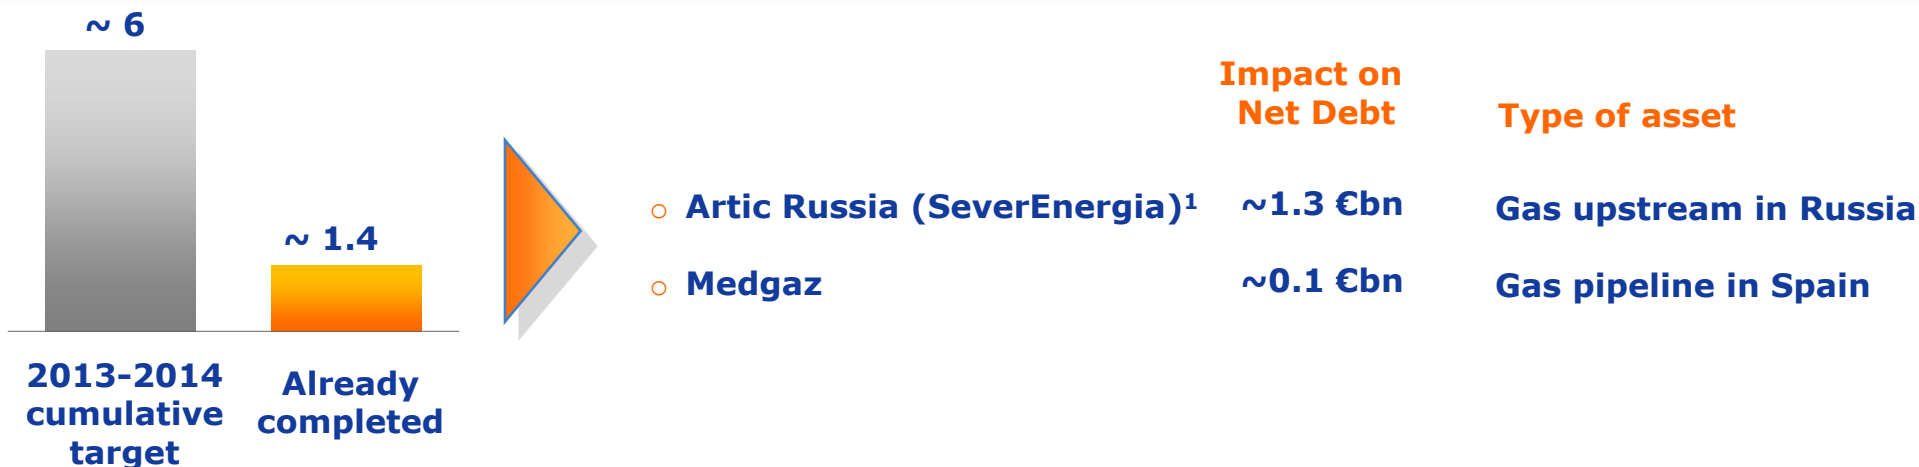 ~ 6
~ 1.4
2013-2014
cumulative
target
Already
completed
Impact on
Net Debt
Type of asset
○ Artic Russia (SeverEnergia)¹ ~1.3 €bn Gas upstream in Russia
○ Medgaz ~0.1 €bn Gas pipeline in Spain